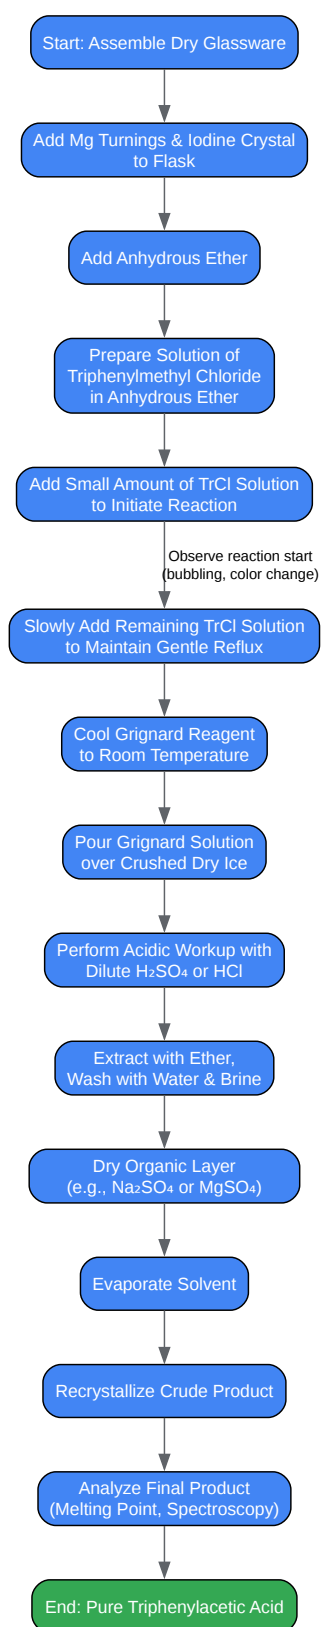 Start: Assemble Dry Glassware
Add Mg Turnings & Iodine Crystal
to Flask
Add Anhydrous Ether
Prepare Solution of
Triphenylmethyl Chloride
in Anhydrous Ether
Add Small Amount of TrCl Solution
to Initiate Reaction
Observe reaction start
(bubbling, color change)
Slowly Add Remaining TrCl Solution
to Maintain Gentle Reflux
Cool Grignard Reagent
to Room Temperature
Pour Grignard Solution
over Crushed Dry Ice
Perform Acidic Workup with
Dilute H₂SO₄ or HCl
Extract with Ether,
Wash with Water & Brine
Dry Organic Layer
(e.g., Na₂SO₄ or MgSO₄)
Evaporate Solvent
Recrystallize Crude Product
Analyze Final Product
(Melting Point, Spectroscopy)
End: Pure Triphenylacetic Acid